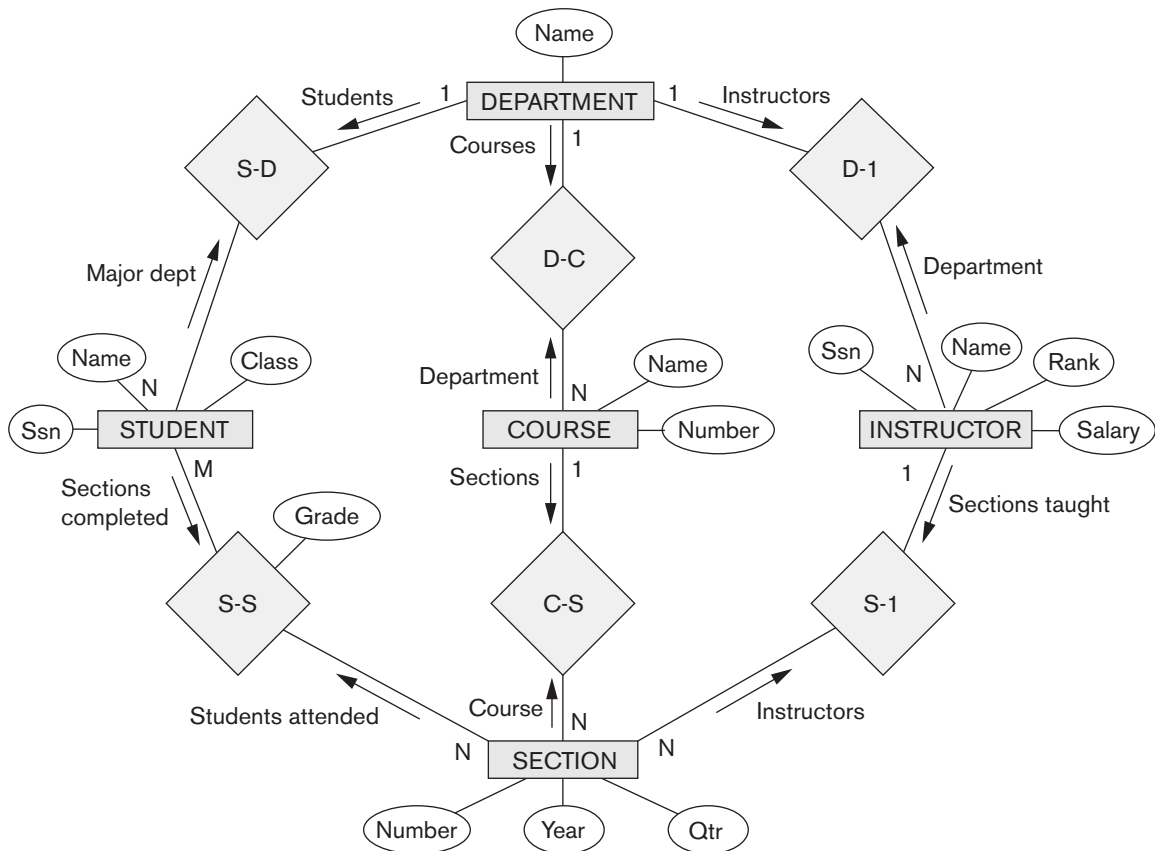 Name
Students
1
DEPARTMENT
1
Instructors
Courses
1
S-D
D-1
D-C
Major dept
Department
Name
Class
N
Department
N
Name
Ssn
Name
Rank
N
Ssn
STUDENT
COURSE
Number
INSTRUCTOR
Salary
M
Sections
completed
Sections
1
1
Sections taught
Grade
S-S
C-S
S-1
Students attended
Course
Instructors
N
N
N
SECTION
Number
Year
Qtr